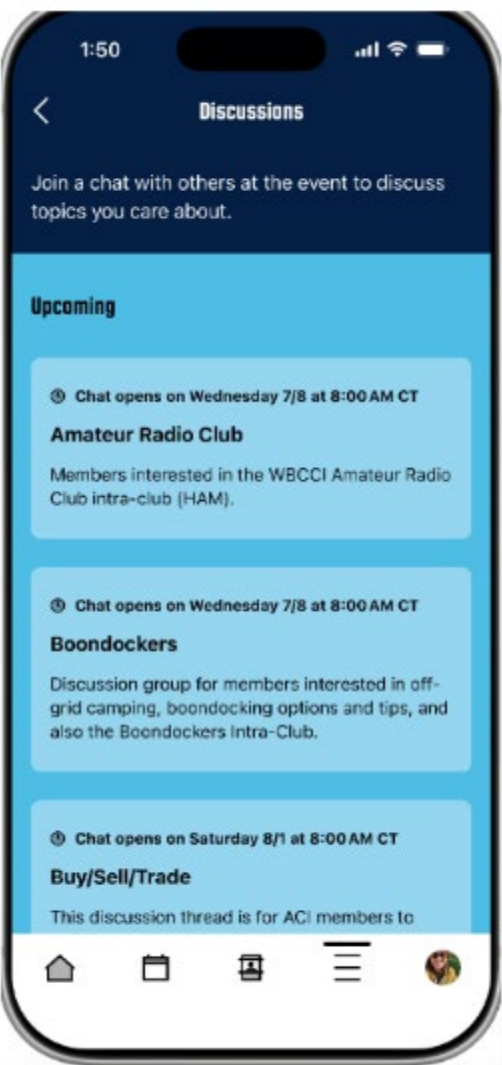 1:50
Discussions
Join a chat with others at the event to discuss
topics you care about.
Upcoming
Chat opens on Wednesday 7/8 at 8:00 AM CT
Amateur Radio Club
Members interested in the WBCCI Amateur Radio
Club intra-club (HAM).
Chat opens on Wednesday 7/8 at 8:00 AM CT
Boondockers
Discussion group for members interested in off-
grid camping, boondocking options and tips, and
also the Boondockers Intra-Club.
Chat opens on Saturday 8/1 at 8:00 AM CT
Buy/Sell/Trade
This discussion thread is for ACI members to